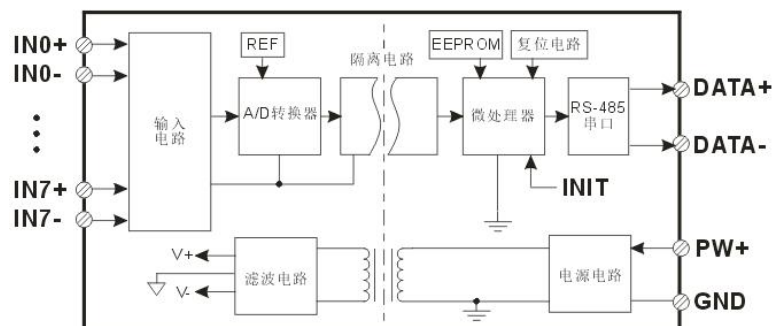 IN0+
IN0-
IN7+
IN7-
输入
电路
REF
A/D转换器
隔离电路
EEPROM
复位电路
微处理器
RS-485
串口
DATA+
DATA-
INIT
V+
V-
滤波电路
电源电路
PW+
GND